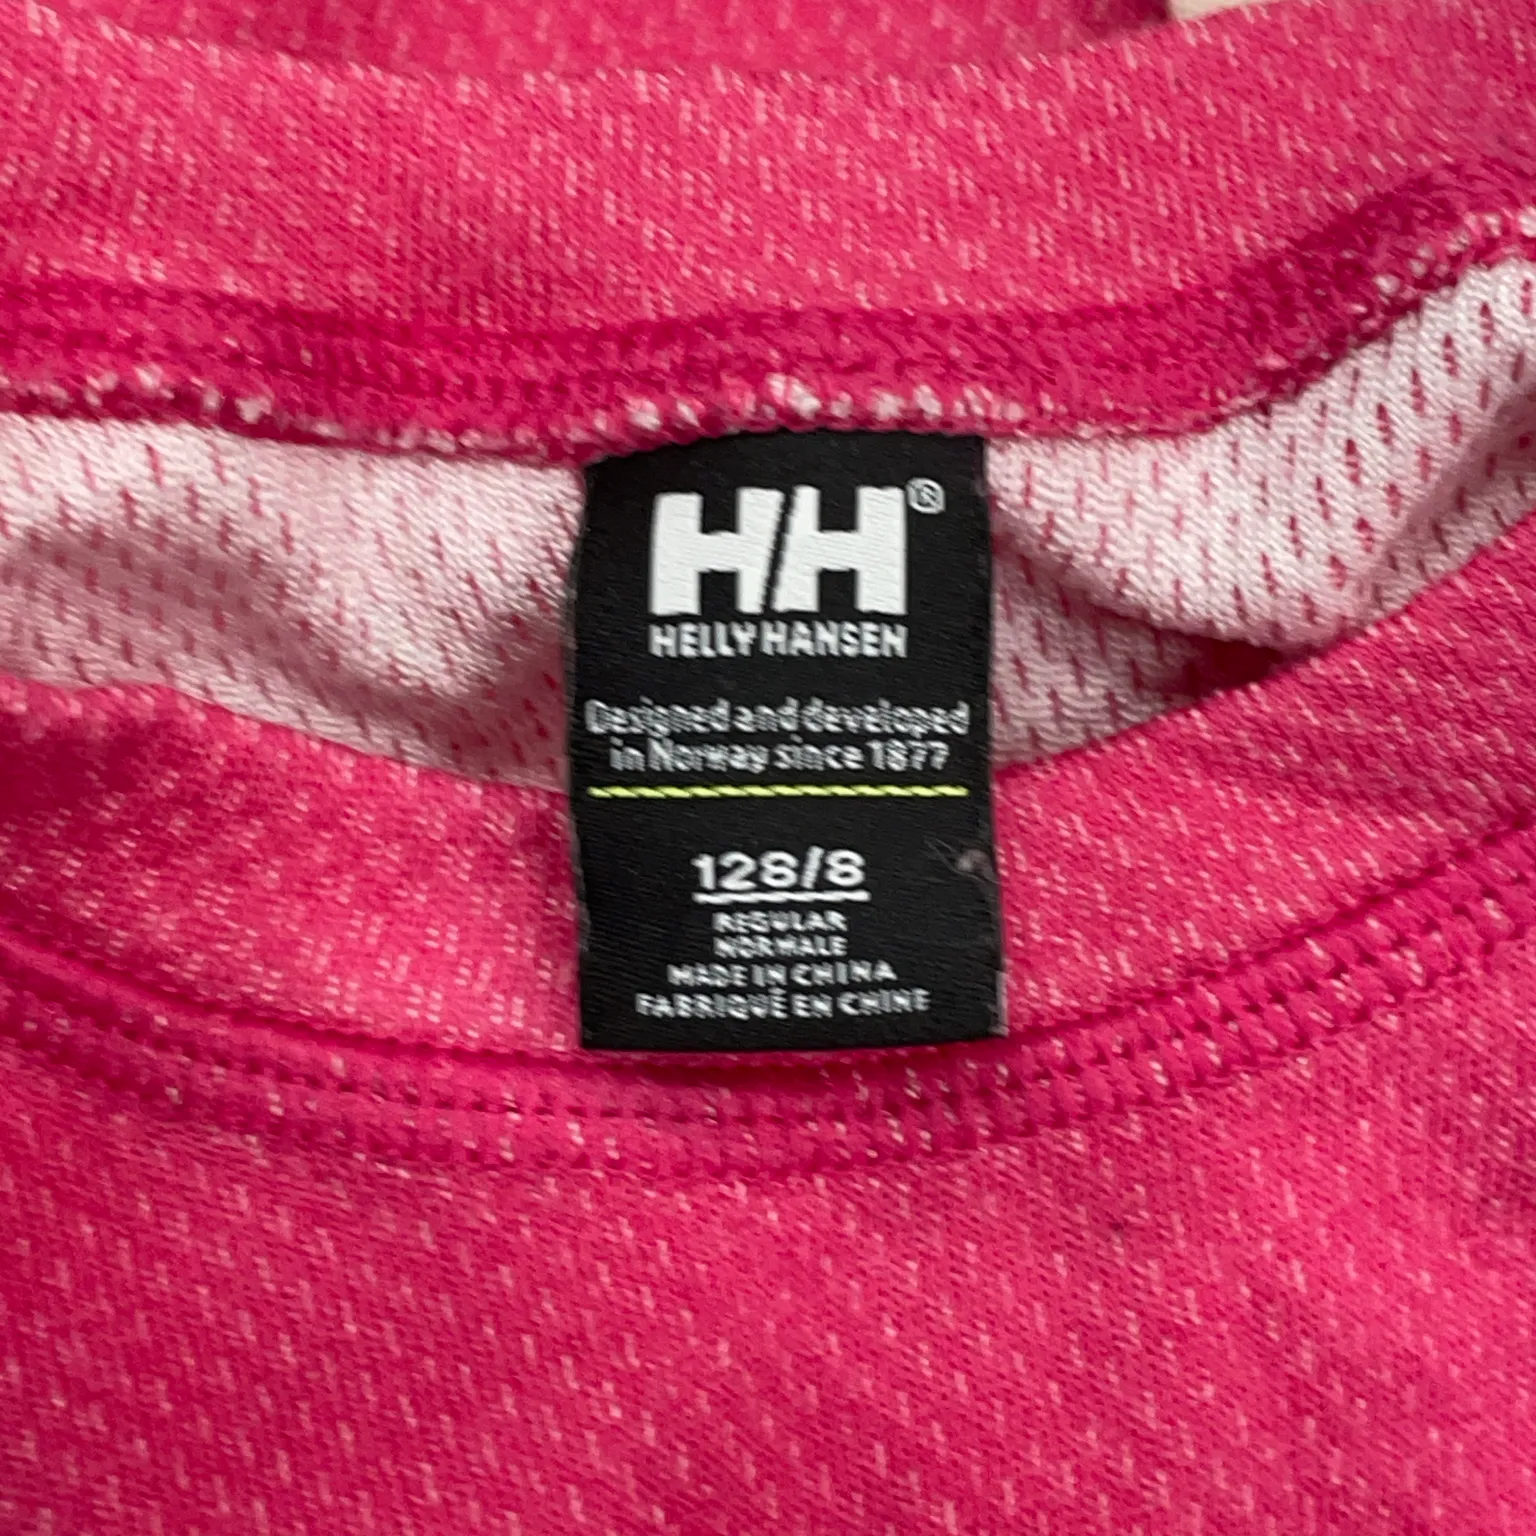 HH®
HELLY HANSEN
Designed and developed
in Norway since 1877
128/8
REGULAR
NORMALE
MADE IN CHINA
FABRIQUÉ EN CHINE